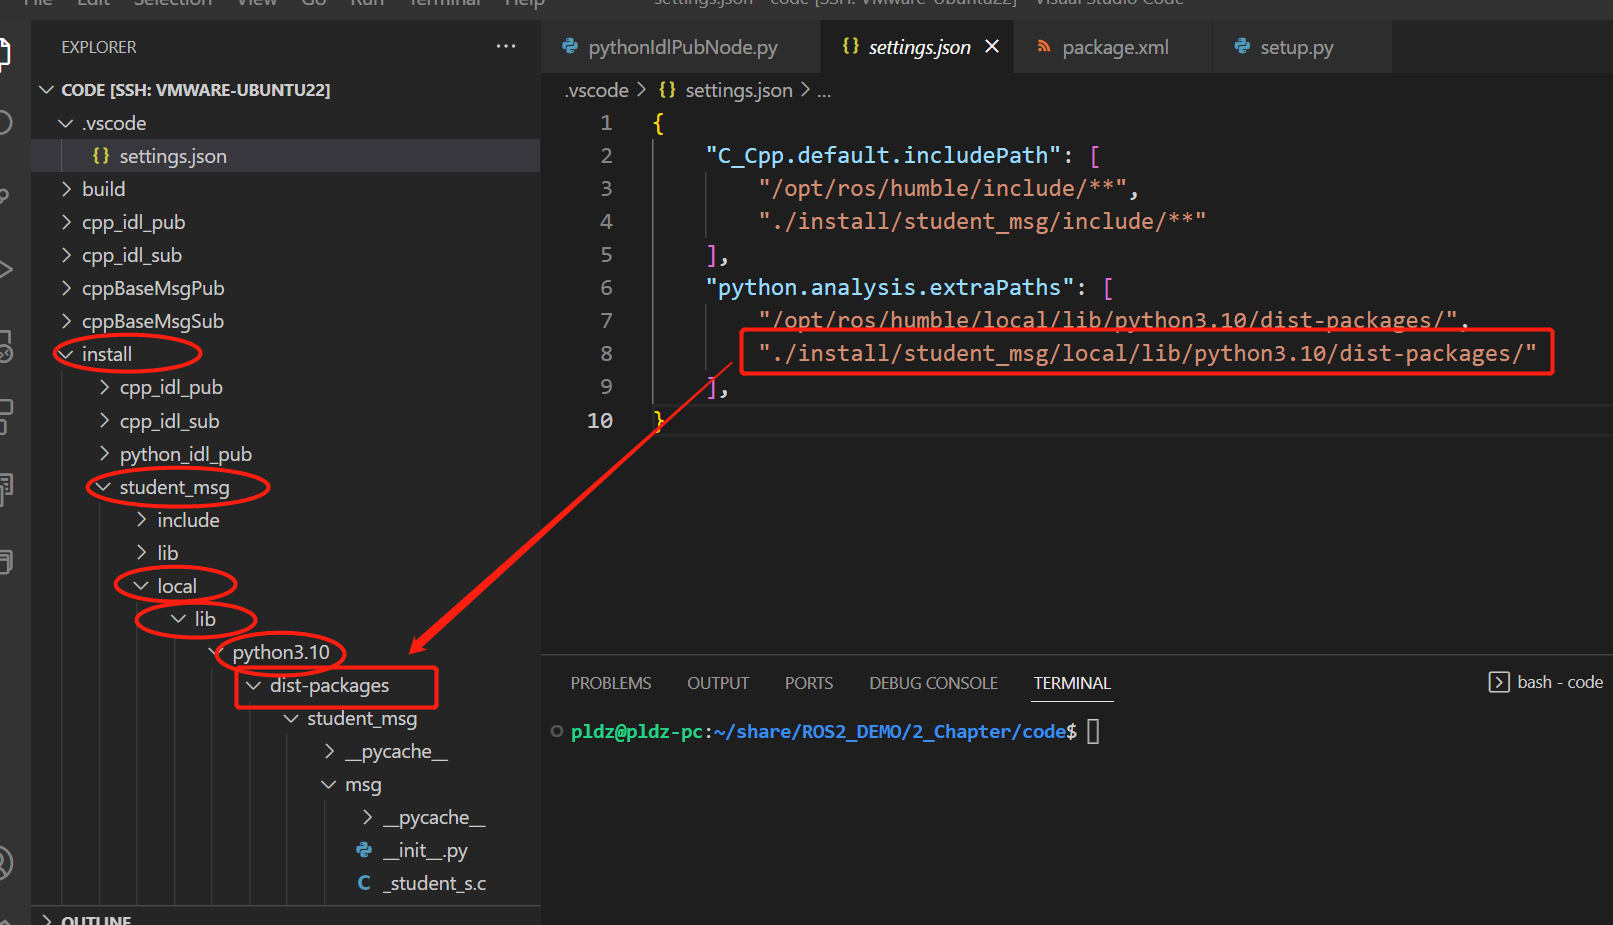 File Edit Selection View Go Run Terminal Help
settings.json - code [SSH: VMware-Ubuntu22] - Visual Studio Code
EXPLORER
CODE [SSH: VMWARE-UBUNTU22]
.vscode
{} settings.json
build
cpp_idl_pub
cpp_idl_sub
cppBaseMsgPub
cppBaseMsgSub
install
cpp_idl_pub
cpp_idl_sub
python_idl_pub
student_msg
include
lib
local
lib
python3.10
dist-packages
student_msg
__pycache__
msg
__pycache__
__init__.py
C _student_s.c
OUTLINE
pythonIdlPubNode.py {} settings.json package.xml setup.py
.vscode > {} settings.json > ...
1 {
2 "C_Cpp.default.includePath": [
3 "/opt/ros/humble/include/**",
4 "./install/student_msg/include/**"
5 ],
6 "python.analysis.extraPaths": [
7 "/opt/ros/humble/local/lib/python3.10/dist-packages/",
8 "./install/student_msg/local/lib/python3.10/dist-packages/"
9 ],
10 }
PROBLEMS OUTPUT PORTS DEBUG CONSOLE TERMINAL bash - code
pldz@pldz-pc:~/share/ROS2_DEMO/2_Chapter/code$